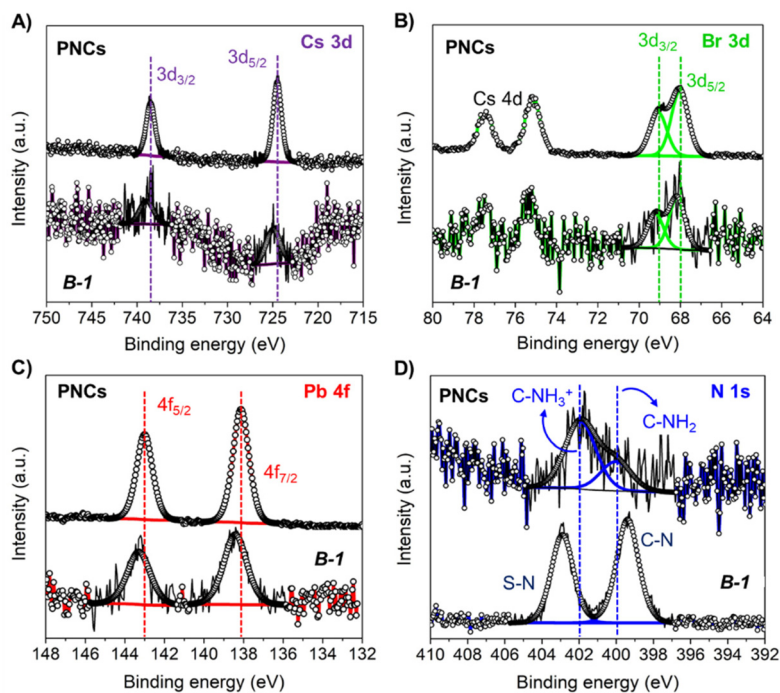 A)
PNCs
Cs 3d
3d3/2
3d5/2
B-1
Intensity (a.u.)
750 745 740 735 730 725 720 715
Binding energy (eV)
B)
PNCs
Br 3d
3d3/2
3d5/2
Cs 4d
B-1
Intensity (a.u.)
80 78 76 74 72 70 68 66 64
Binding energy (eV)
C)
PNCs
Pb 4f
4f5/2
4f7/2
B-1
Intensity (a.u.)
148 146 144 142 140 138 136 134 132
Binding energy (eV)
D)
PNCs
N 1s
C-NH3+
C-NH2
C-N
S-N
B-1
Intensity (a.u.)
410 408 406 404 402 400 398 396 394 392
Binding energy (eV)